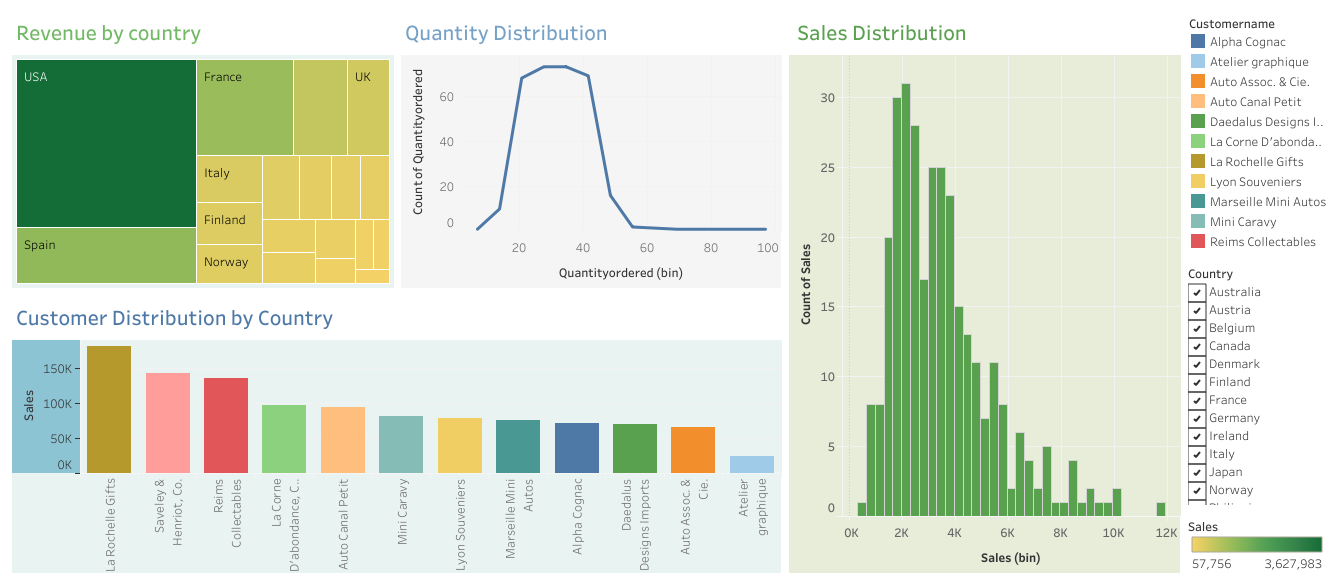 Revenue by country
USA
France
UK
Italy
Finland
Spain
Norway
Quantity Distribution
Count of Quantityordered
60
40
20
0
20 40 60 80 100
Quantityordered (bin)
Customer Distribution by Country
Sales
150K
100K
50K
0K
La Rochelle Gifts
Saveley &
Henriot, Co.
Reims
Collectables
La Corne
D'abondance, C..
Auto Canal Petit
Mini Caravy
Lyon Souveniers
Marseille Mini
Autos
Alpha Cognac
Daedalus
Designs Imports
Auto Assoc. &
Cie.
Atelier
graphique
Sales Distribution
Count of Sales
30
25
20
15
10
5
0
0K 2K 4K 6K 8K 10K 12K
Sales (bin)
Customername
Alpha Cognac
Atelier graphique
Auto Assoc. & Cie.
Auto Canal Petit
Daedalus Designs I..
La Corne D'abonda..
La Rochelle Gifts
Lyon Souveniers
Marseille Mini Autos
Mini Caravy
Reims Collectables
Country
Australia
Austria
Belgium
Canada
Denmark
Finland
France
Germany
Ireland
Italy
Japan
Norway
Sales
57,756 3,627,983